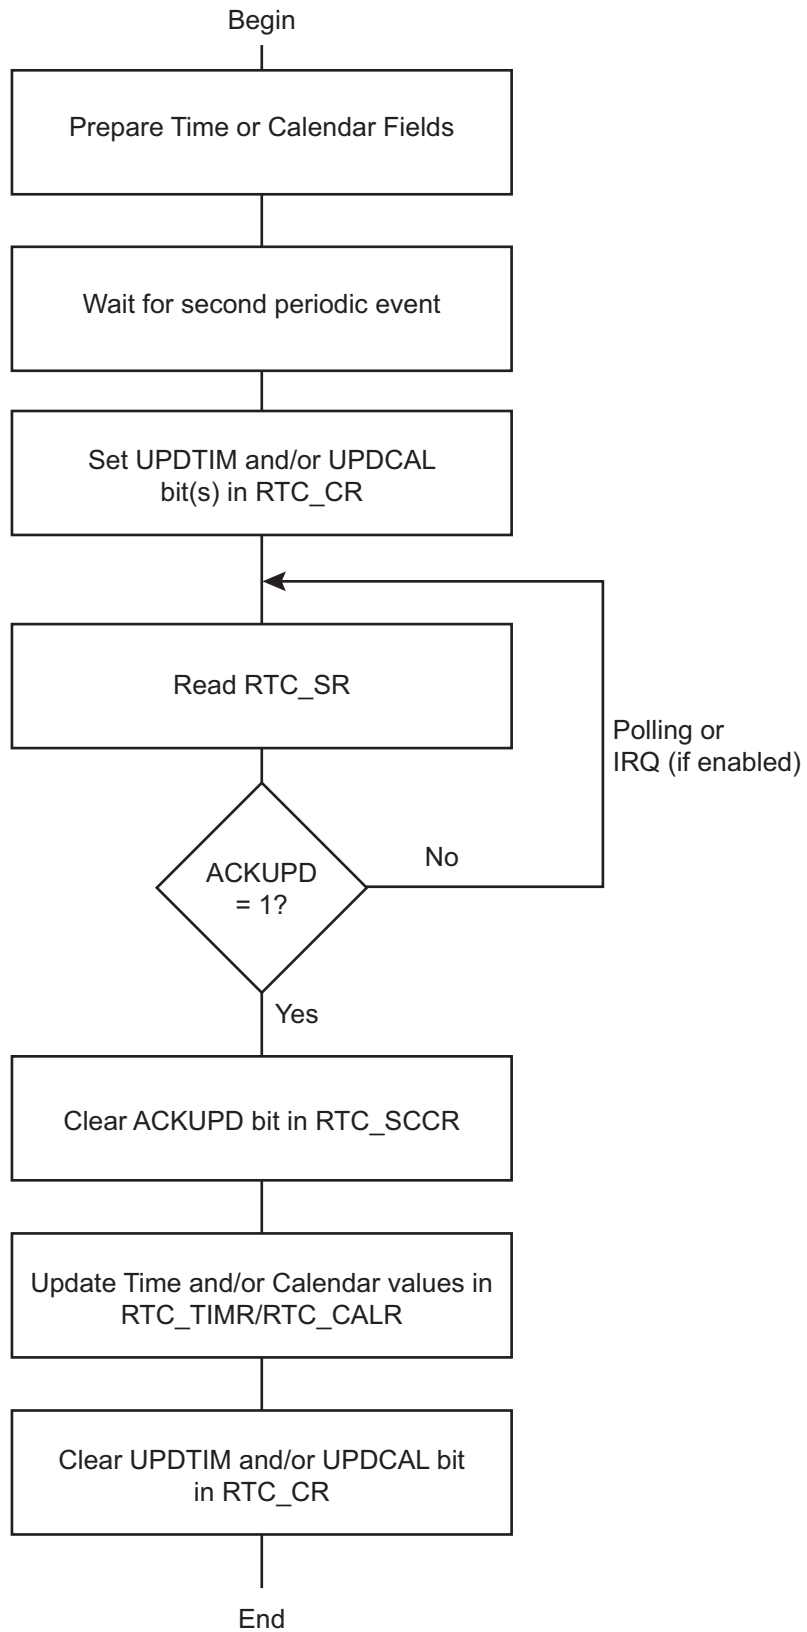 Begin
Prepare Time or Calendar Fields
Wait for second periodic event
Set UPDTIM and/or UPDCAL
bit(s) in RTC_CR
Read RTC_SR
Polling or
IRQ (if enabled)
ACKUPD
= 1?
No
Yes
Clear ACKUPD bit in RTC_SCCR
Update Time and/or Calendar values in
RTC_TIMR/RTC_CALR
Clear UPDTIM and/or UPDCAL bit
in RTC_CR
End